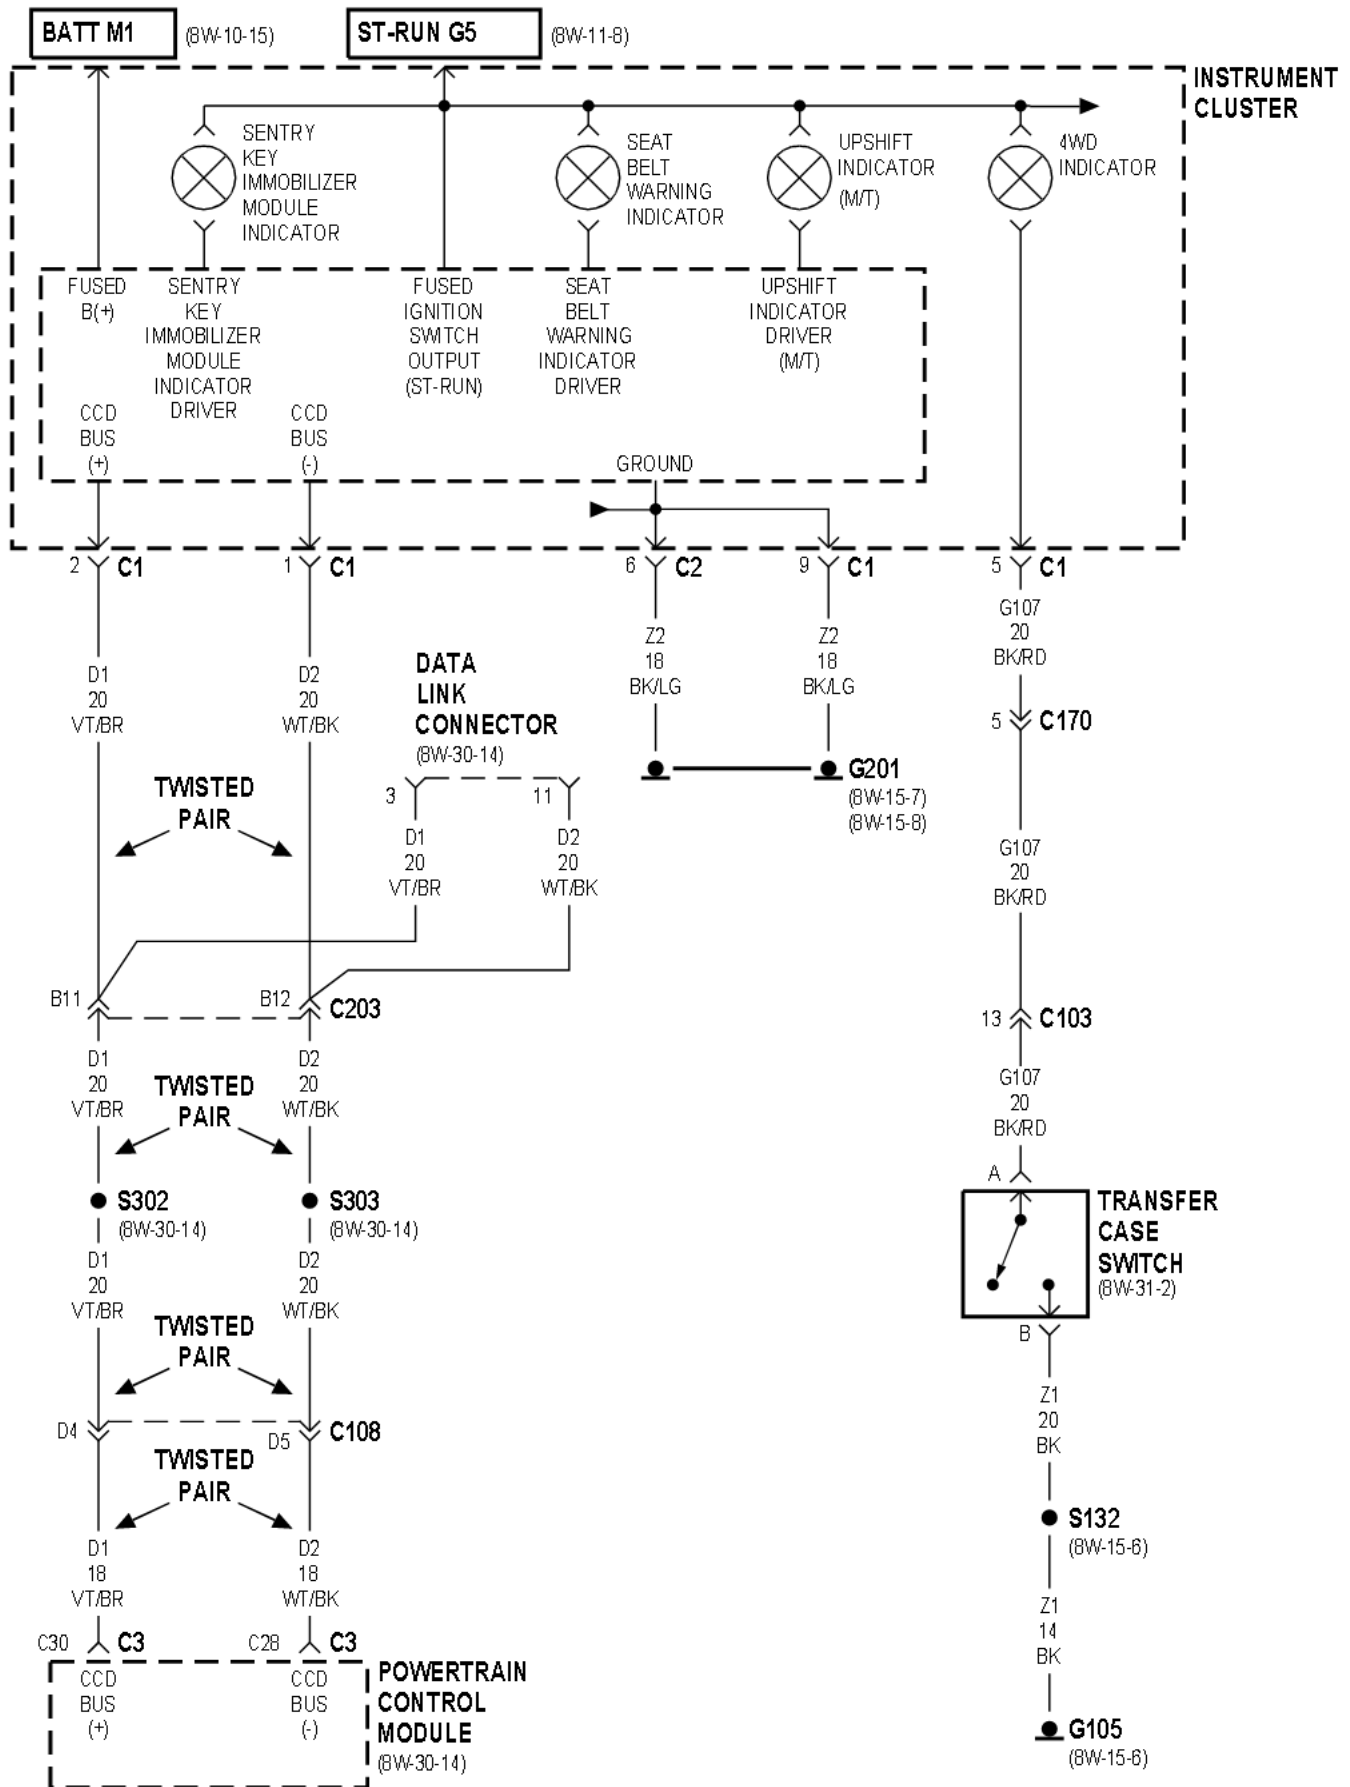 BATT M1
(8W-10-15)
ST-RUN G5
(8W-11-8)
INSTRUMENT
CLUSTER
SENTRY
KEY
IMMOBILIZER
MODULE
INDICATOR
SEAT
BELT
WARNING
INDICATOR
UPSHIFT
INDICATOR
(M/T)
4WD
INDICATOR
FUSED
B(+)
SENTRY
KEY
IMMOBILIZER
MODULE
INDICATOR
DRIVER
FUSED
IGNITION
SWITCH
OUTPUT
(ST-RUN)
SEAT
BELT
WARNING
INDICATOR
DRIVER
UPSHIFT
INDICATOR
DRIVER
(M/T)
CCD
BUS
(+)
CCD
BUS
(-)
GROUND
2 C1
1 C1
6 C2
9 C1
5 C1
D1
20
VT/BR
D2
20
WT/BK
Z2
18
BK/LG
Z2
18
BK/LG
G107
20
BK/RD
DATA
LINK
CONNECTOR
(8W-30-14)
5 C170
TWISTED
PAIR
3
11
D1
20
VT/BR
D2
20
WT/BK
G201
(8W-15-7)
(8W-15-8)
G107
20
BK/RD
B11
B12
C203
13 C103
D1
20
VT/BR
TWISTED
PAIR
D2
20
WT/BK
G107
20
BK/RD
A
S302
(8W-30-14)
S303
(8W-30-14)
TRANSFER
CASE
SWITCH
(8W-31-2)
D1
20
VT/BR
D2
20
WT/BK
TWISTED
PAIR
B
D4
D5
C108
Z1
20
BK
TWISTED
PAIR
D1
18
VT/BR
D2
18
WT/BK
S132
(8W-15-6)
C30 C3
C28 C3
Z1
14
BK
CCD
BUS
(+)
CCD
BUS
(-)
POWERTRAIN
CONTROL
MODULE
(8W-30-14)
G105
(8W-15-6)